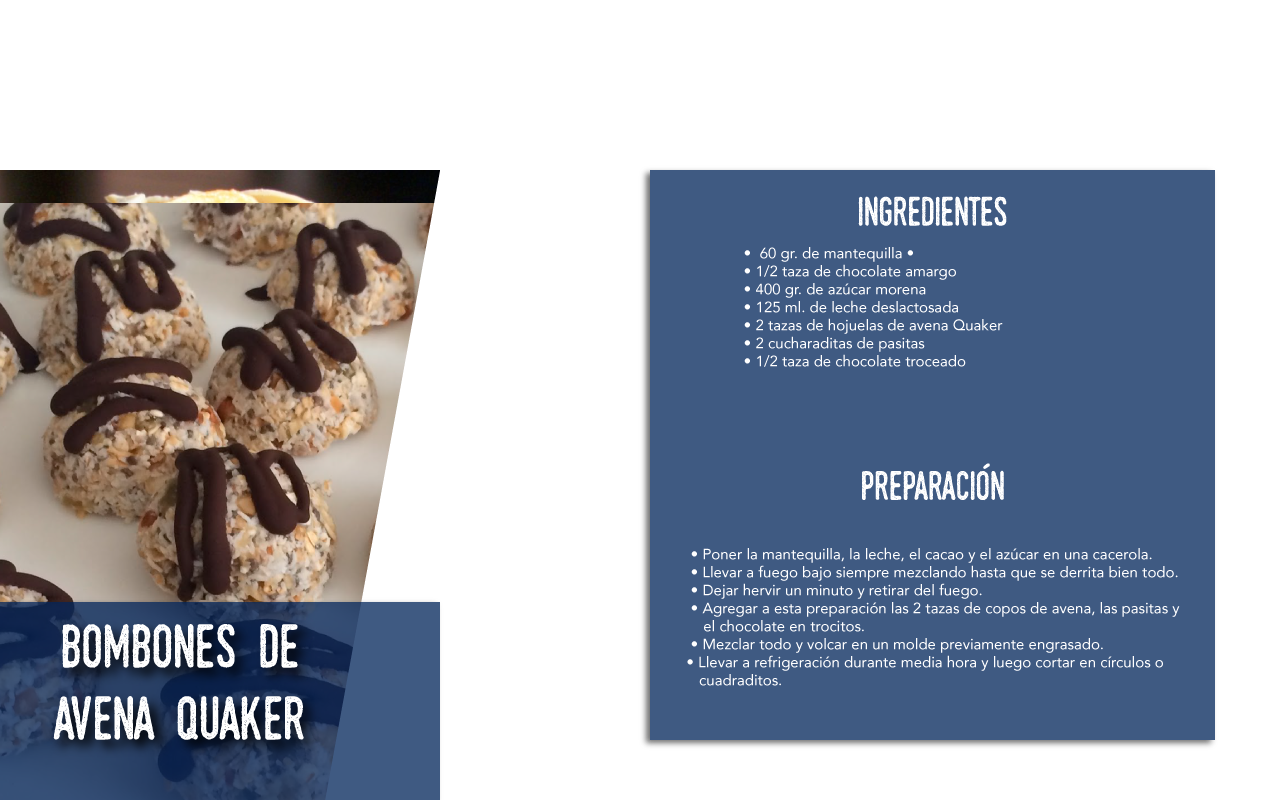 BOMBONES DE
AVENA QUAKER
INGREDIENTES
•  60 gr. de mantequilla •
• 1/2 taza de chocolate amargo
• 400 gr. de azúcar morena
• 125 ml. de leche deslactosada
• 2 tazas de hojuelas de avena Quaker
• 2 cucharaditas de pasitas
• 1/2 taza de chocolate troceado
PREPARACIÓN
• Poner la mantequilla, la leche, el cacao y el azúcar en una cacerola.
• Llevar a fuego bajo siempre mezclando hasta que se derrita bien todo.
• Dejar hervir un minuto y retirar del fuego.
• Agregar a esta preparación las 2 tazas de copos de avena, las pasitas y
el chocolate en trocitos.
• Mezclar todo y volcar en un molde previamente engrasado.
• Llevar a refrigeración durante media hora y luego cortar en círculos o
cuadraditos.